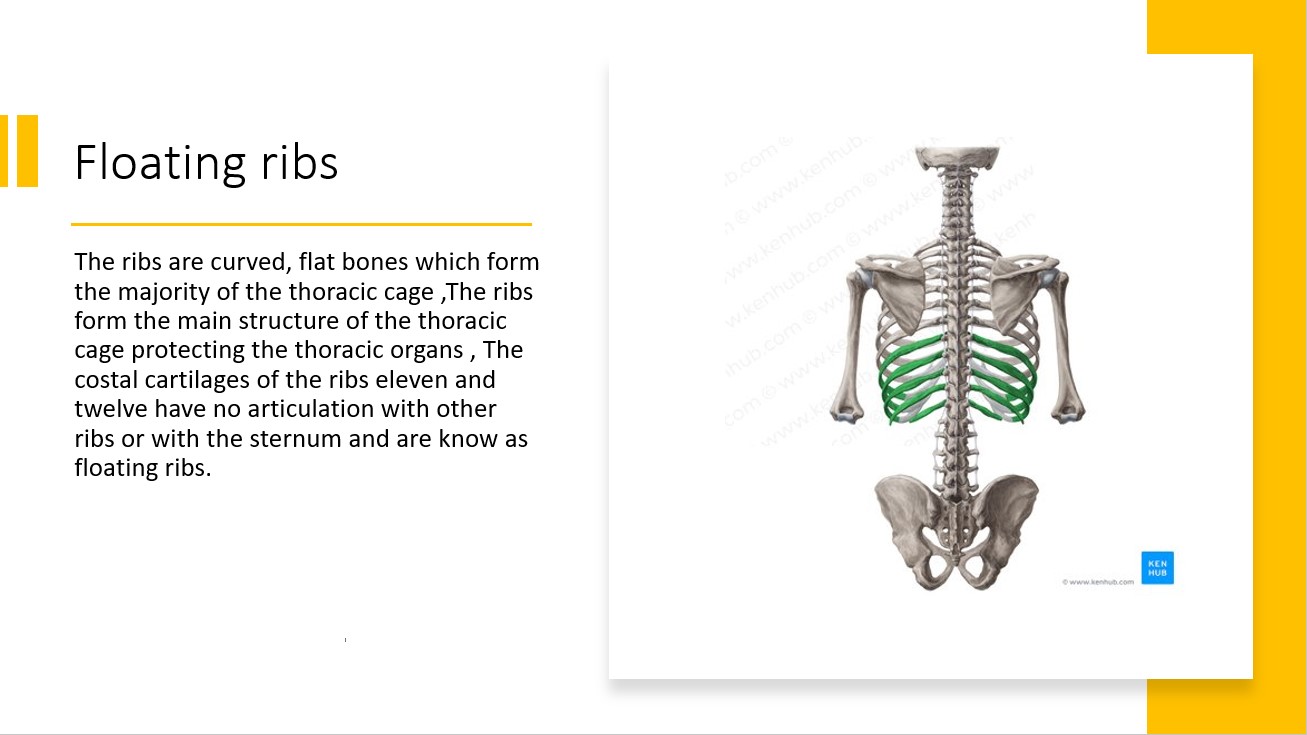 Floating ribs
The ribs are curved, flat bones which form
the majority of the thoracic cage ,The ribs
form the main structure of the thoracic
cage protecting the thoracic organs , The
costal cartilages of the ribs eleven and
twelve have no articulation with other
ribs or with the sternum and are know as
floating ribs.
KEN
HUB
© www.kenhub.com